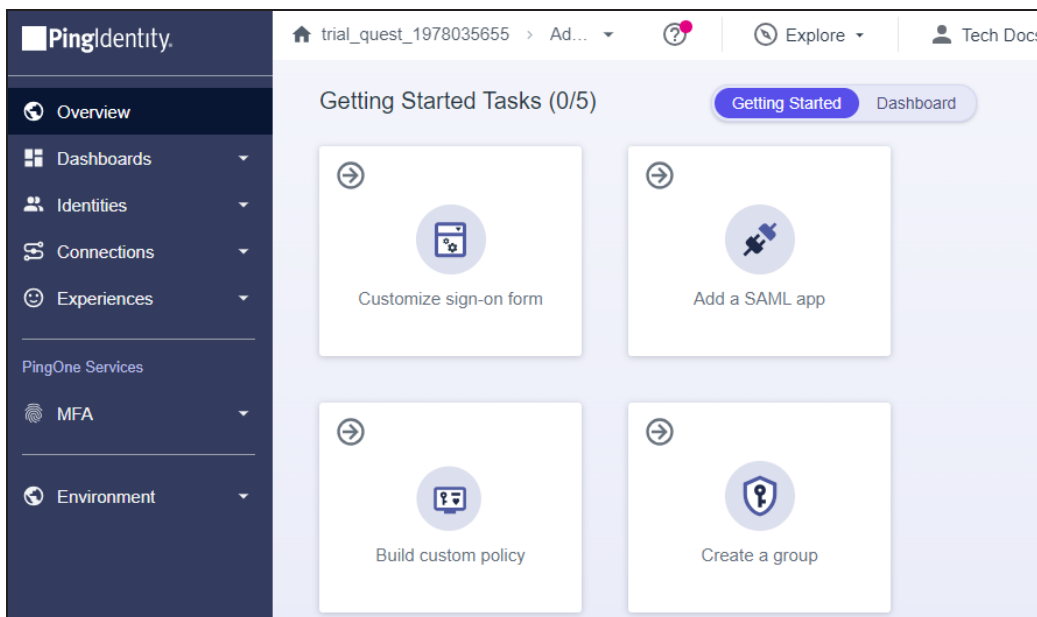 PingIdentity.
trial_quest_1978035655 > Ad...
Explore
Tech Docs
Overview
Dashboards
Identities
Connections
Experiences
PingOne Services
MFA
Environment
Getting Started Tasks (0/5)
Getting Started
Dashboard
Customize sign-on form
Add a SAML app
Build custom policy
Create a group